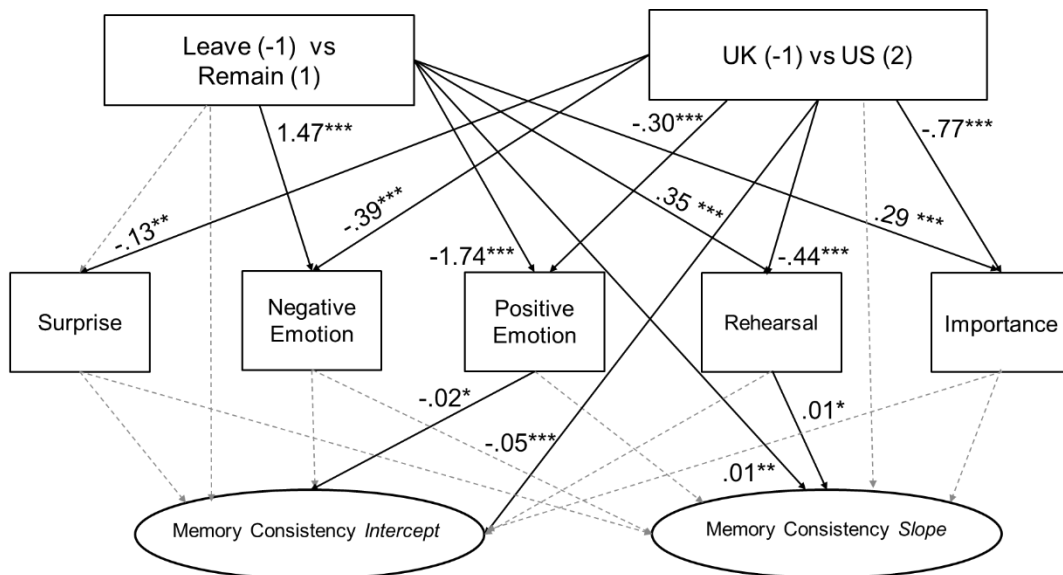 Leave (-1) vs
Remain (1)
UK (-1) vs US (2)
1.47***
-.30***
-.77***
-.13**
-.39***
-1.74***
.35 ***
-.44***
.29 ***
Surprise
Negative
Emotion
Positive
Emotion
Rehearsal
Importance
-.02*
-.05***
.01**
.01*
Memory Consistency Intercept
Memory Consistency Slope